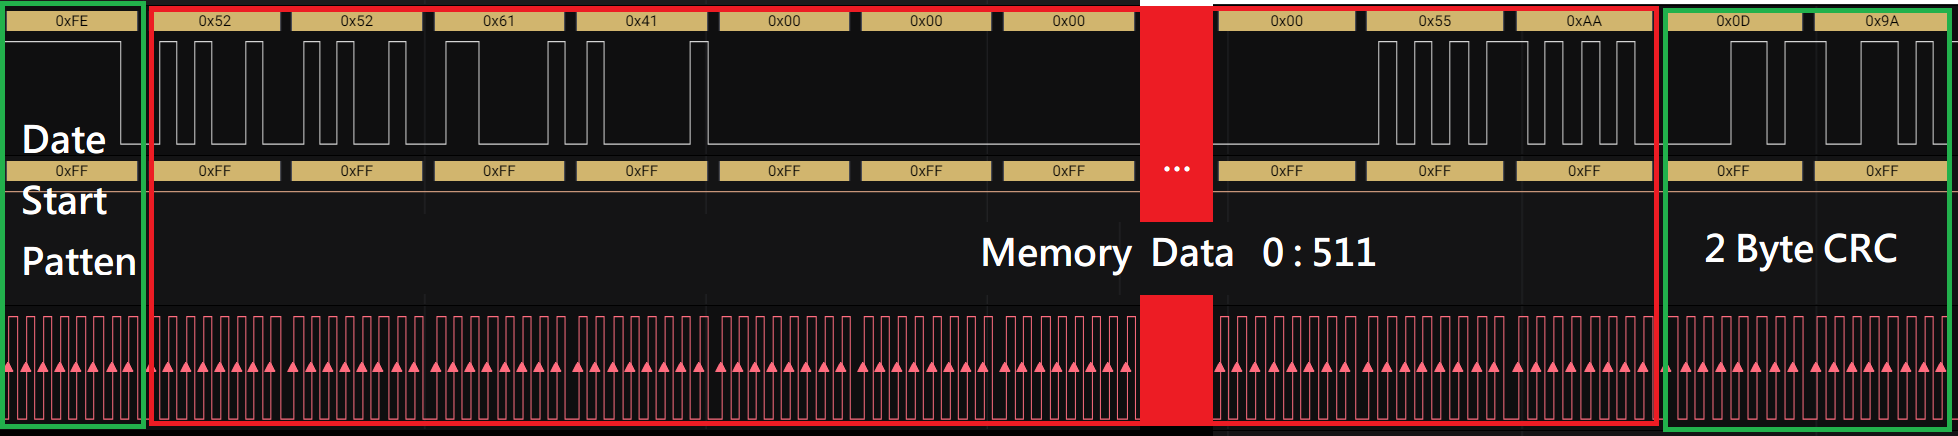 0xFE 0x52 0x52 0x61 0x41 0x00 0x00 0x00 0x00 0x55 0xAA 0x0D 0x9A
Date
0xFF 0xFF 0xFF 0xFF 0xFF 0xFF 0xFF 0xFF ... 0xFF 0xFF 0xFF 0xFF 0xFF
Start
Patten
Memory Data 0 : 511
2 Byte CRC